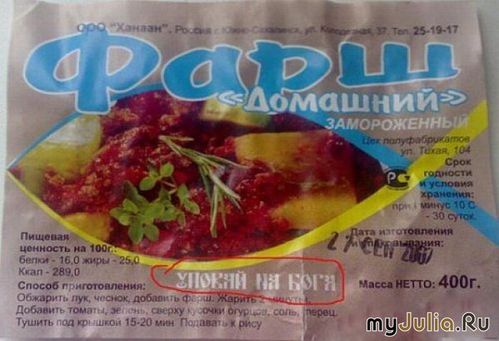 ООО "Ханаан", Россия г. Южно-Сахалинск, ул. Колодезная, 37, Тел. 25-19-17
Фарш
«Домашний»
ЗАМОРОЖЕННЫЙ
Цех полуфабрикатов
ул. Тихая, 104
Срок
годности
и условия
хранения:
при минус 10 С
- 30 суток.
Пищевая
ценность на 100г.:
белки - 16,0 жиры - 25,0
Ккал - 289,0
Дата изготовления
УПОВАЙ НА БОГА
Масса НЕТТО: 400г.
Способ приготовления:
Обжарить лук, чеснок, добавить фарш. Жарить 2 минуты.
Добавить томаты, зелень, сверху кусочки огурцов, соль, перец.
Тушить под крышкой 15-20 мин Подавать к рису
myJulia.Ru